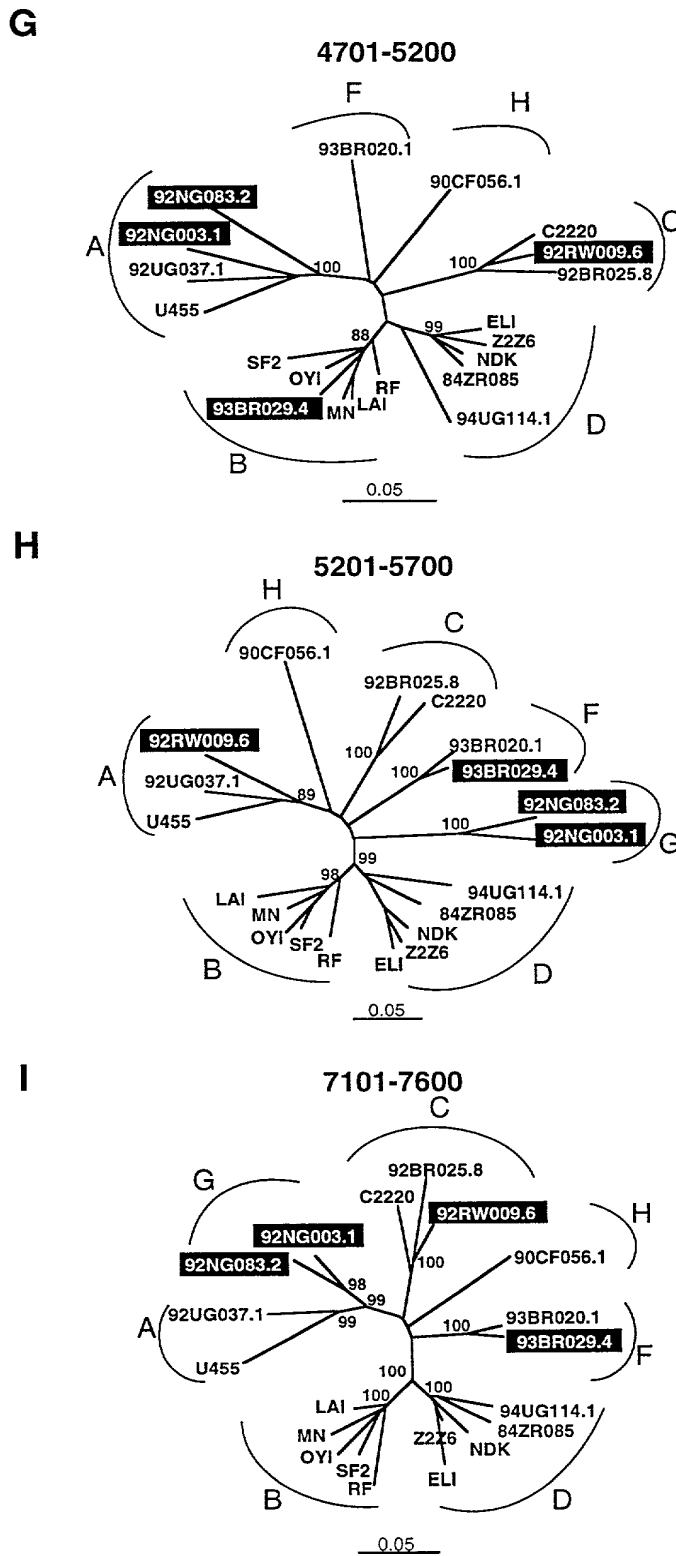 G
4701-5200
F
H
93BR020.1
90CF056.1
92NG083.2
C
A
92NG003.1
C2220
92RW009.6
92UG037.1
100
100
92BR025.8
U455
ELI
99
88
Z2Z6
SF2
NDK
OYI
84ZR085
RF
93BR029.4
MN
LAI
94UG114.1
D
B
0.05
H
5201-5700
H
C
90CF056.1
92BR025.8
C2220
F
92RW009.6
93BR020.1
100
A
100
93BR029.4
92UG037.1
89
92NG083.2
U455
100
92NG003.1
G
99
98
LAI
94UG114.1
MN
84ZR085
OYI
SF2
NDK
RF
Z2Z6
ELI
B
D
0.05
I
7101-7600
C
92BR025.8
G
C2220
92RW009.6
H
92NG003.1
90CF056.1
92NG083.2
100
98
99
92UG037.1
93BR020.1
A
99
100
93BR029.4
F
U455
100
100
100
LAI
94UG114.1
MN
84ZR085
Z2Z6
OYI
NDK
SF2
RF
ELI
B
D
0.05